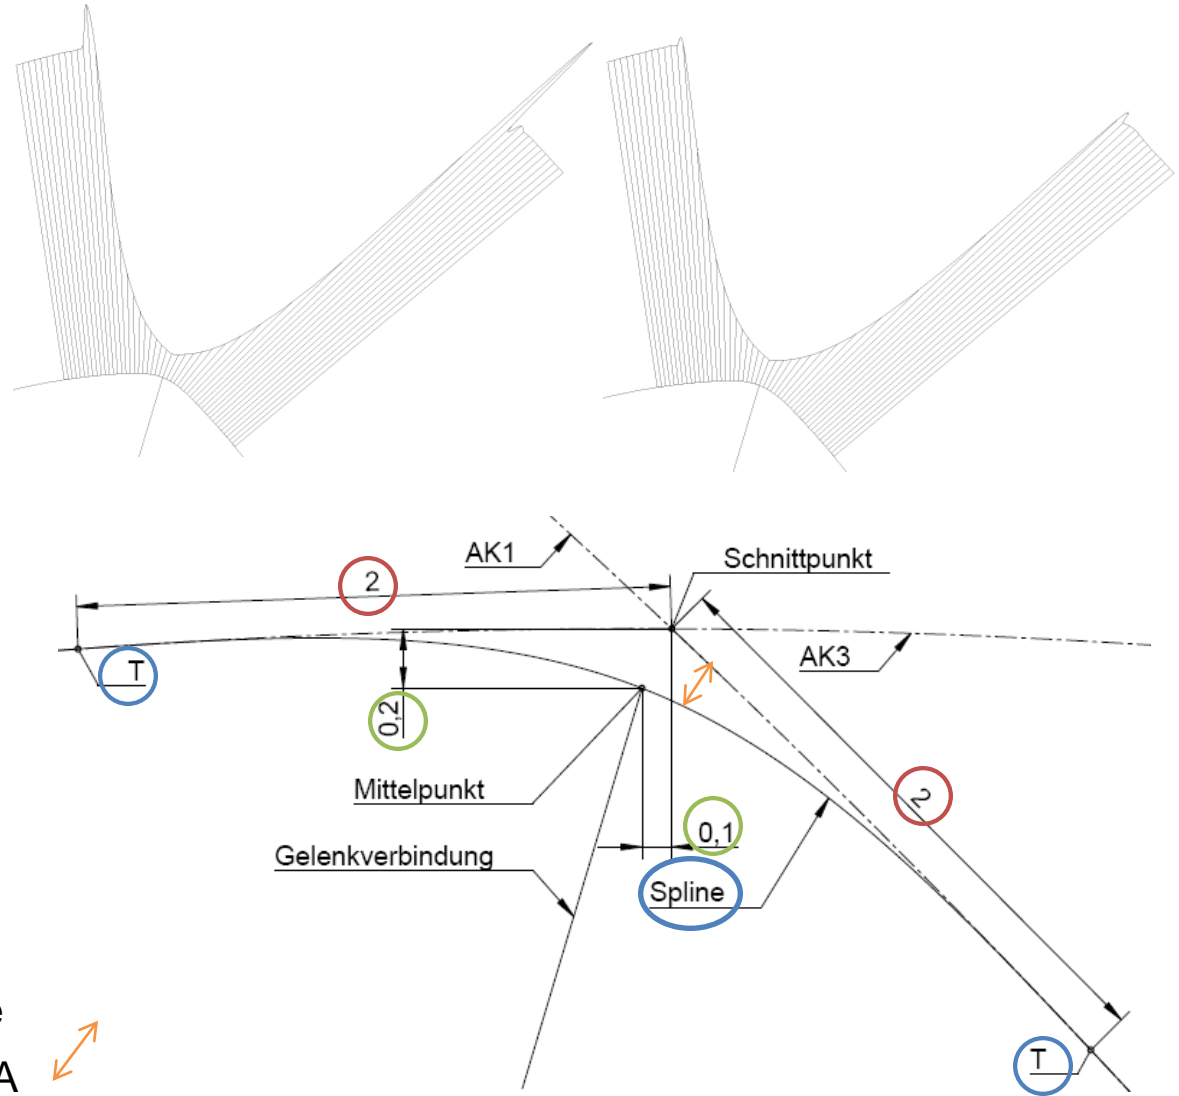 AK1
Schnittpunkt
2
AK3
T
0,2
Mittelpunkt
2
0,1
Gelenkverbindung
Spline
e
A
T